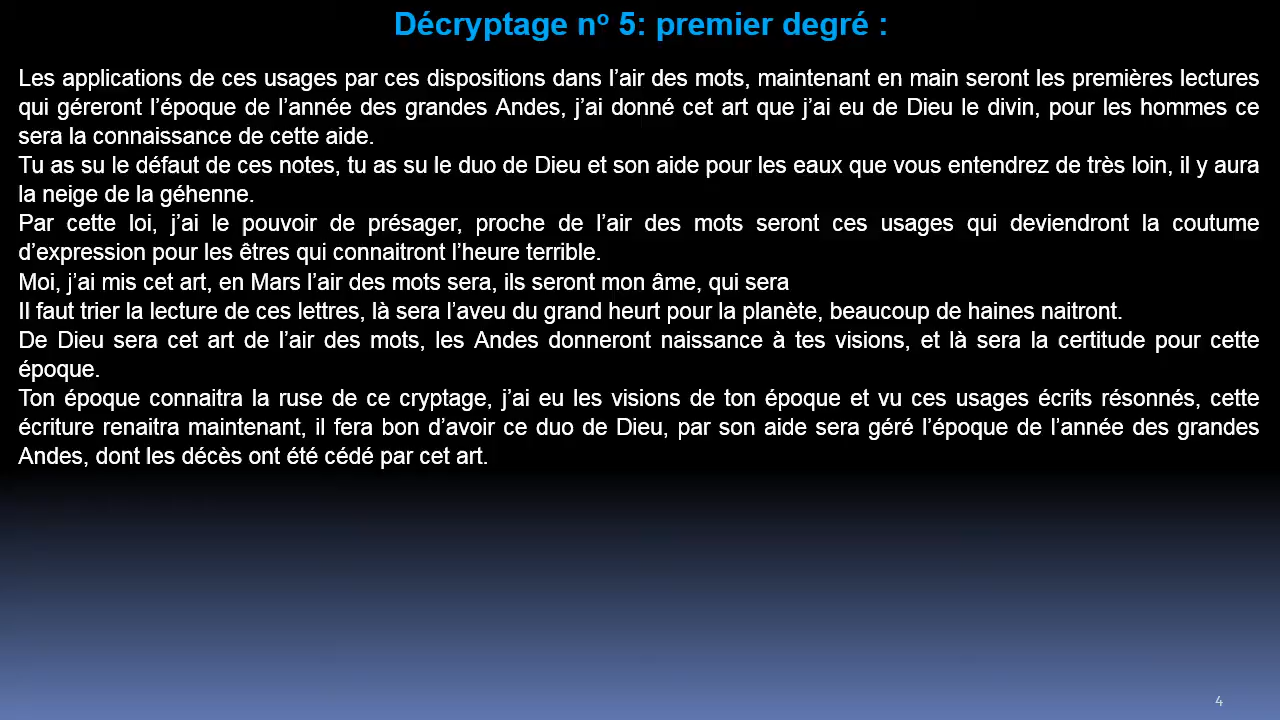 Décryptage nº 5: premier degré :
Les applications de ces usages par ces dispositions dans l’air des mots, maintenant en main seront les premières lectures
qui géreront l’époque de l’année des grandes Andes, j’ai donné cet art que j’ai eu de Dieu le divin, pour les hommes ce
sera la connaissance de cette aide.
Tu as su le défaut de ces notes, tu as su le duo de Dieu et son aide pour les eaux que vous entendrez de très loin, il y aura
la neige de la géhenne.
Par cette loi, j’ai le pouvoir de présager, proche de l’air des mots seront ces usages qui deviendront la coutume
d’expression pour les êtres qui connaitront l’heure terrible.
Moi, j’ai mis cet art, en Mars l’air des mots sera, ils seront mon âme, qui sera
Il faut trier la lecture de ces lettres, là sera l’aveu du grand heurt pour la planète, beaucoup de haines naitront.
De Dieu sera cet art de l’air des mots, les Andes donneront naissance à tes visions, et là sera la certitude pour cette
époque.
Ton époque connaitra la ruse de ce cryptage, j’ai eu les visions de ton époque et vu ces usages écrits résonnés, cette
écriture renaitra maintenant, il fera bon d’avoir ce duo de Dieu, par son aide sera géré l’époque de l’année des grandes
Andes, dont les décès ont été cédé par cet art.
4